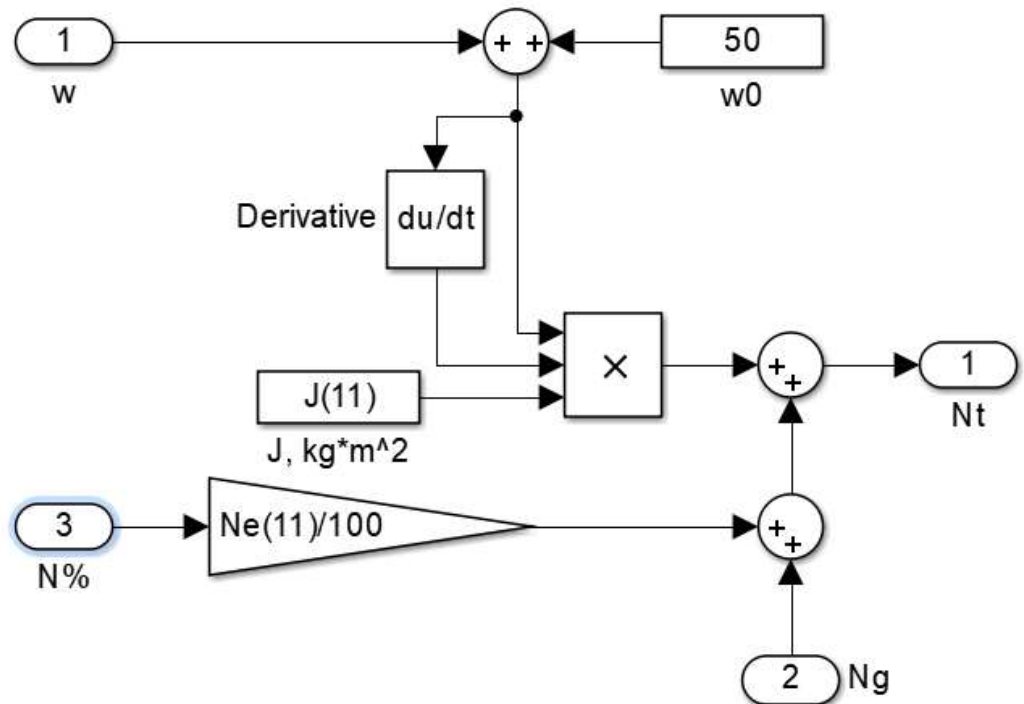 1
w
+ +
50
w0
Derivative
du/dt
×
J(11)
J, kg*m^2
+
+
1
Nt
3
N%
Ne(11)/100
+
+
2
Ng